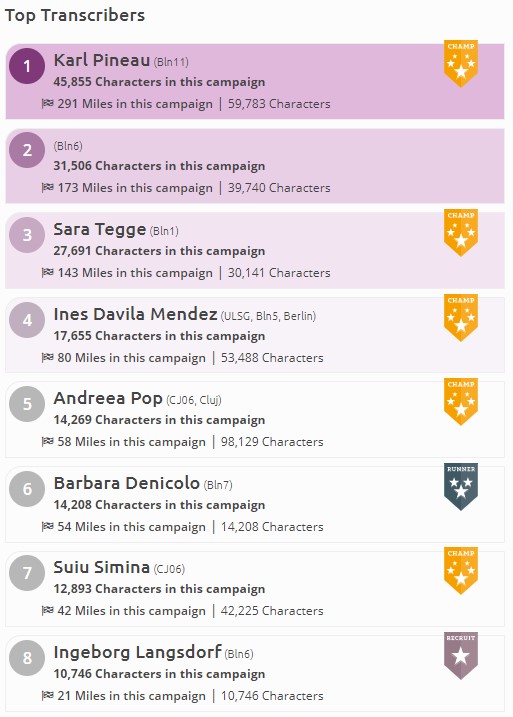 Top Transcribers
1
Karl Pineau (Bln11)
CHAMP
45,855 Characters in this campaign
291 Miles in this campaign | 59,783 Characters
2
(Bln6)
31,506 Characters in this campaign
173 Miles in this campaign | 39,740 Characters
3
Sara Tegge (Bln1)
CHAMP
27,691 Characters in this campaign
143 Miles in this campaign | 30,141 Characters
4
Ines Davila Mendez (ULSG, Bln5, Berlin)
CHAMP
17,655 Characters in this campaign
80 Miles in this campaign | 53,488 Characters
5
Andreea Pop (CJ06, Cluj)
CHAMP
14,269 Characters in this campaign
58 Miles in this campaign | 98,129 Characters
6
Barbara Denicolo (Bln7)
RUNNER
14,208 Characters in this campaign
54 Miles in this campaign | 14,208 Characters
7
Suiu Simina (CJ06)
CHAMP
12,893 Characters in this campaign
42 Miles in this campaign | 42,225 Characters
8
Ingeborg Langsdorf (Bln6)
RECRUIT
10,746 Characters in this campaign
21 Miles in this campaign | 10,746 Characters